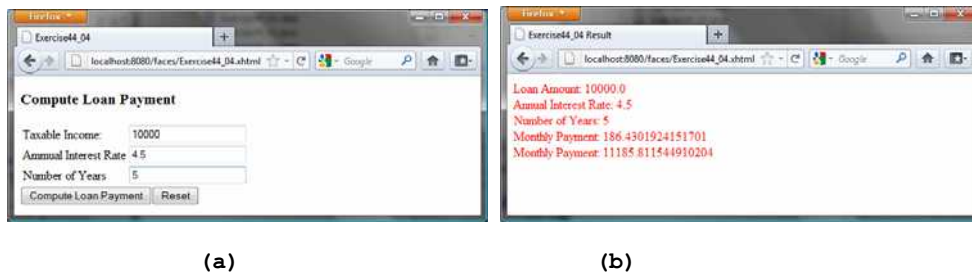 Firefox
Exercise44_04
localhost:8080/faces/Exercise44_04.xhtml
Google
Compute Loan Payment
Taxable Income: 10000
Ammual Interest Rate 4.5
Number of Years 5
Compute Loan Payment Reset
(a)
Firefox
Exercise44_04 Result
localhost:8080/faces/Exercise44_04.xhtml
Google
Loan Amount: 10000.0
Annual Interest Rate: 4.5
Number of Years: 5
Monthly Payment: 186.4301924151701
Monthly Payment: 11185.811544910204
(b)